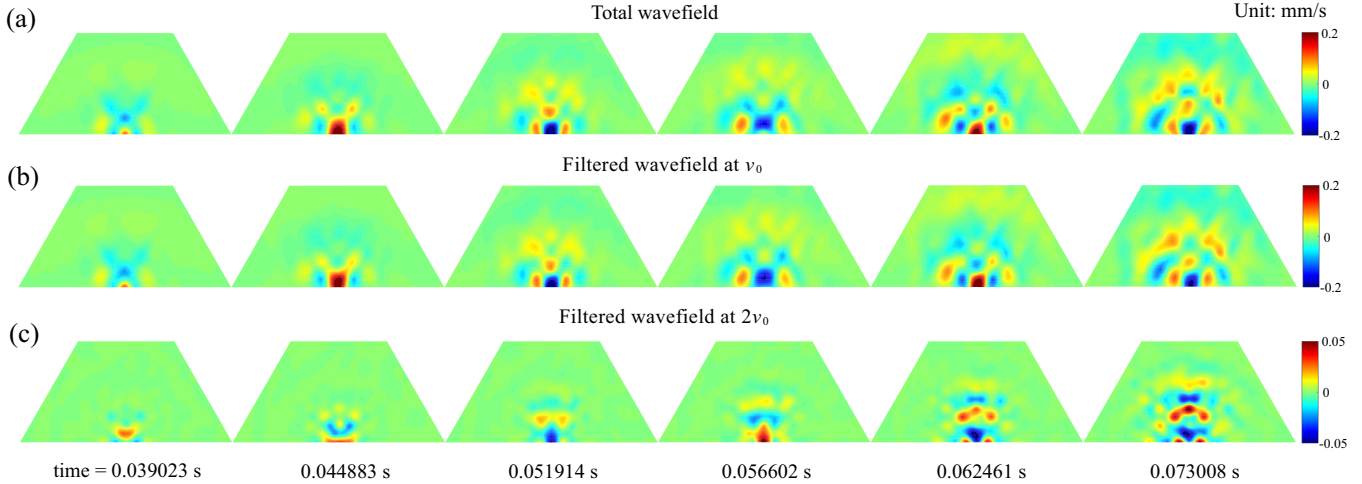 (a)
Total wavefield
Unit: mm/s
0.2
0
-0.2
(b)
Filtered wavefield at ν₀
0.2
0
-0.2
(c)
Filtered wavefield at 2ν₀
0.05
0
-0.05
time = 0.039023 s 0.044883 s 0.051914 s 0.056602 s 0.062461 s 0.073008 s